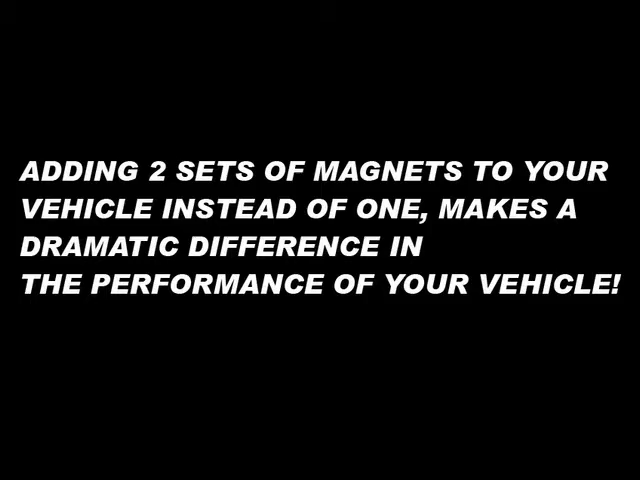 ADDING 2 SETS OF MAGNETS TO YOUR
VEHICLE INSTEAD OF ONE, MAKES A
DRAMATIC DIFFERENCE IN
THE PERFORMANCE OF YOUR VEHICLE!